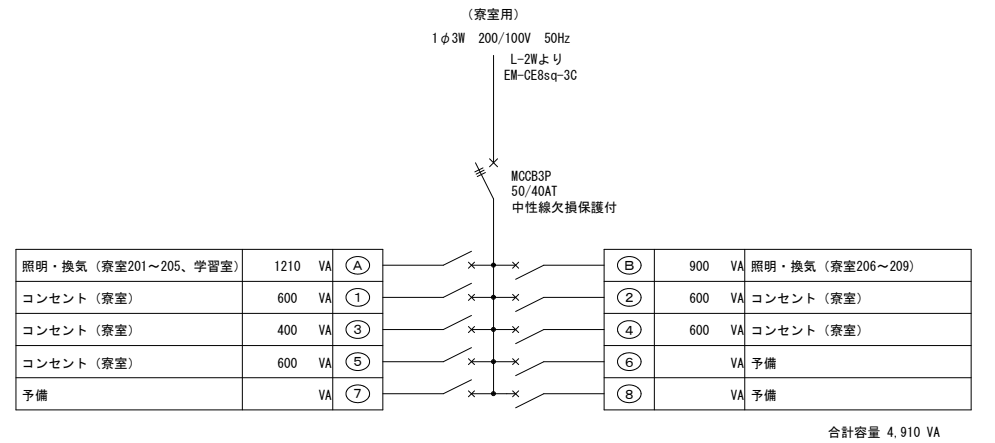 (寮室用)
1φ3W 200/100V 50Hz
L-2Wより
EM-CE8sq-3C
MCCB3P
50/40AT
中性線欠損保護付
照明・換気 (寮室201～205、学習室) 1210 VA A
B 900 VA 照明・換気 (寮室206～209)
コンセント (寮室) 600 VA 1
2 600 VA コンセント (寮室)
コンセント (寮室) 400 VA 3
4 600 VA コンセント (寮室)
コンセント (寮室) 600 VA 5
6 VA 予備
予備 VA 7
8 VA 予備
合計容量 4,910 VA